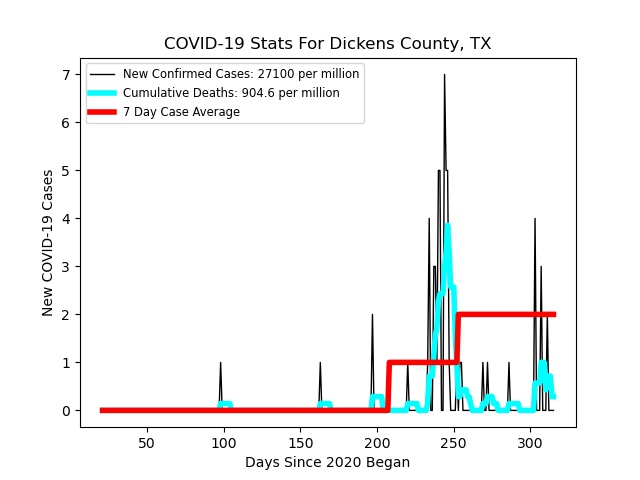 COVID-19 Stats For Dickens County, TX
New Confirmed Cases: 27100 per million
Cumulative Deaths: 904.6 per million
7 Day Case Average
New COVID-19 Cases
7
6
5
4
3
2
1
0
50 100 150 200 250 300
Days Since 2020 Began